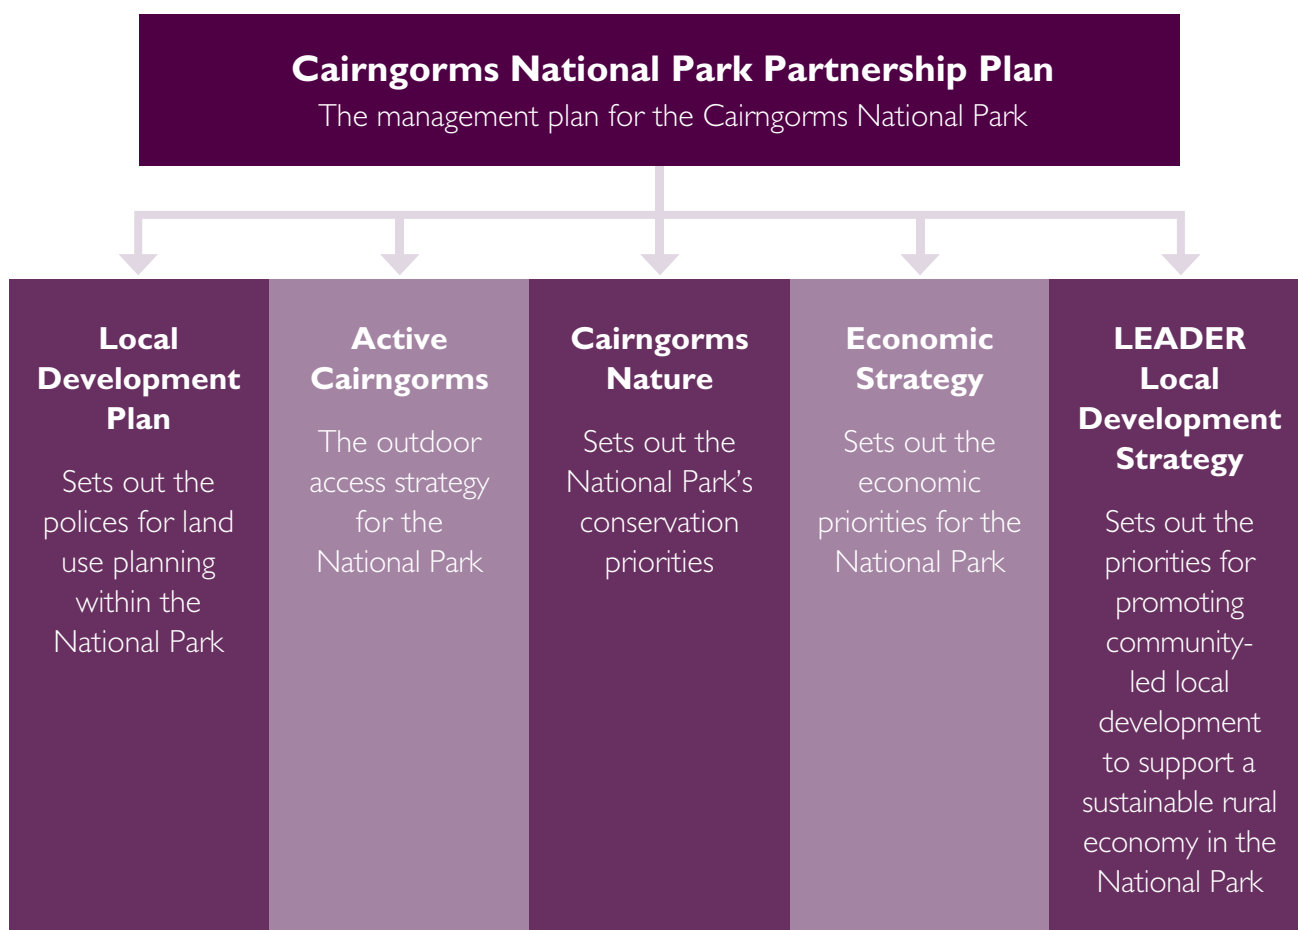 Cairngorms National Park Partnership Plan
The management plan for the Cairngorms National Park
Local
Development
Plan
Sets out the
polices for land
use planning
within the
National Park
Active
Cairngorms
The outdoor
access strategy
for the
National Park
Cairngorms
Nature
Sets out the
National Park’s
conservation
priorities
Economic
Strategy
Sets out the
economic
priorities for the
National Park
LEADER
Local
Development
Strategy
Sets out the
priorities for
promoting
community-
led local
development
to support a
sustainable rural
economy in the
National Park